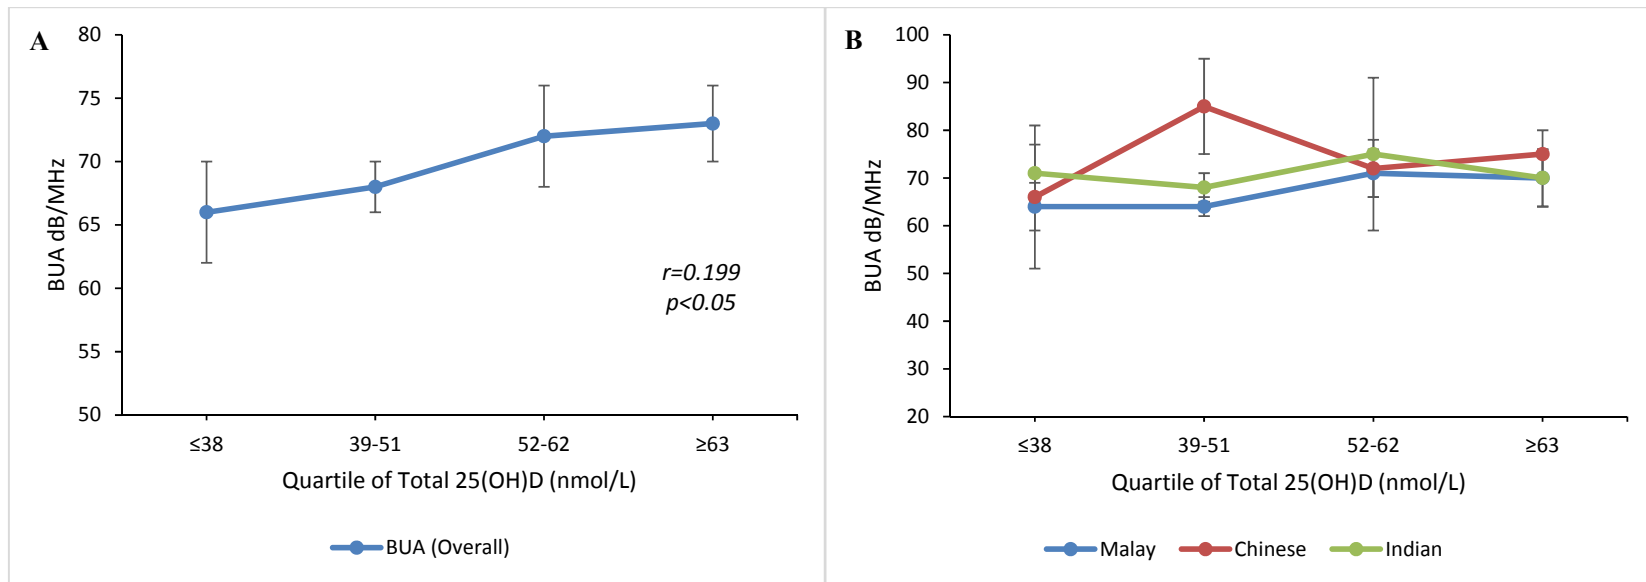 A
80
75
70
65
60
55
50
BUA dB/MHz
r=0.199
p<0.05
≤38
39-51
52-62
≥63
Quartile of Total 25(OH)D (nmol/L)
BUA (Overall)
B
100
90
80
70
60
50
40
30
20
BUA dB/MHz
≤38
39-51
52-62
≥63
Quartile of Total 25(OH)D (nmol/L)
Malay
Chinese
Indian